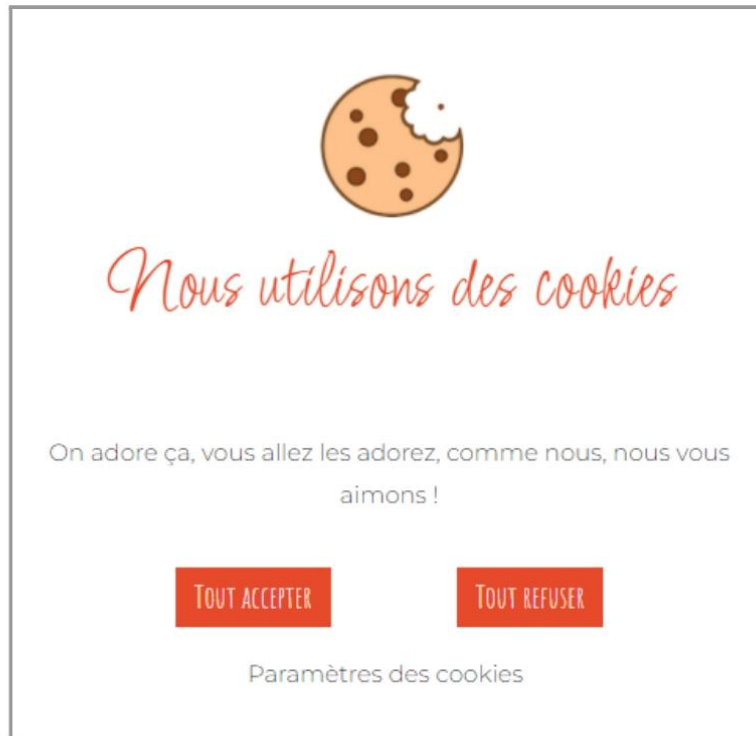 Nous utilisons des cookies
On adore ça, vous allez les adorez, comme nous, nous vous
aimons !
TOUT ACCEPTER
TOUT REFUSER
Paramètres des cookies